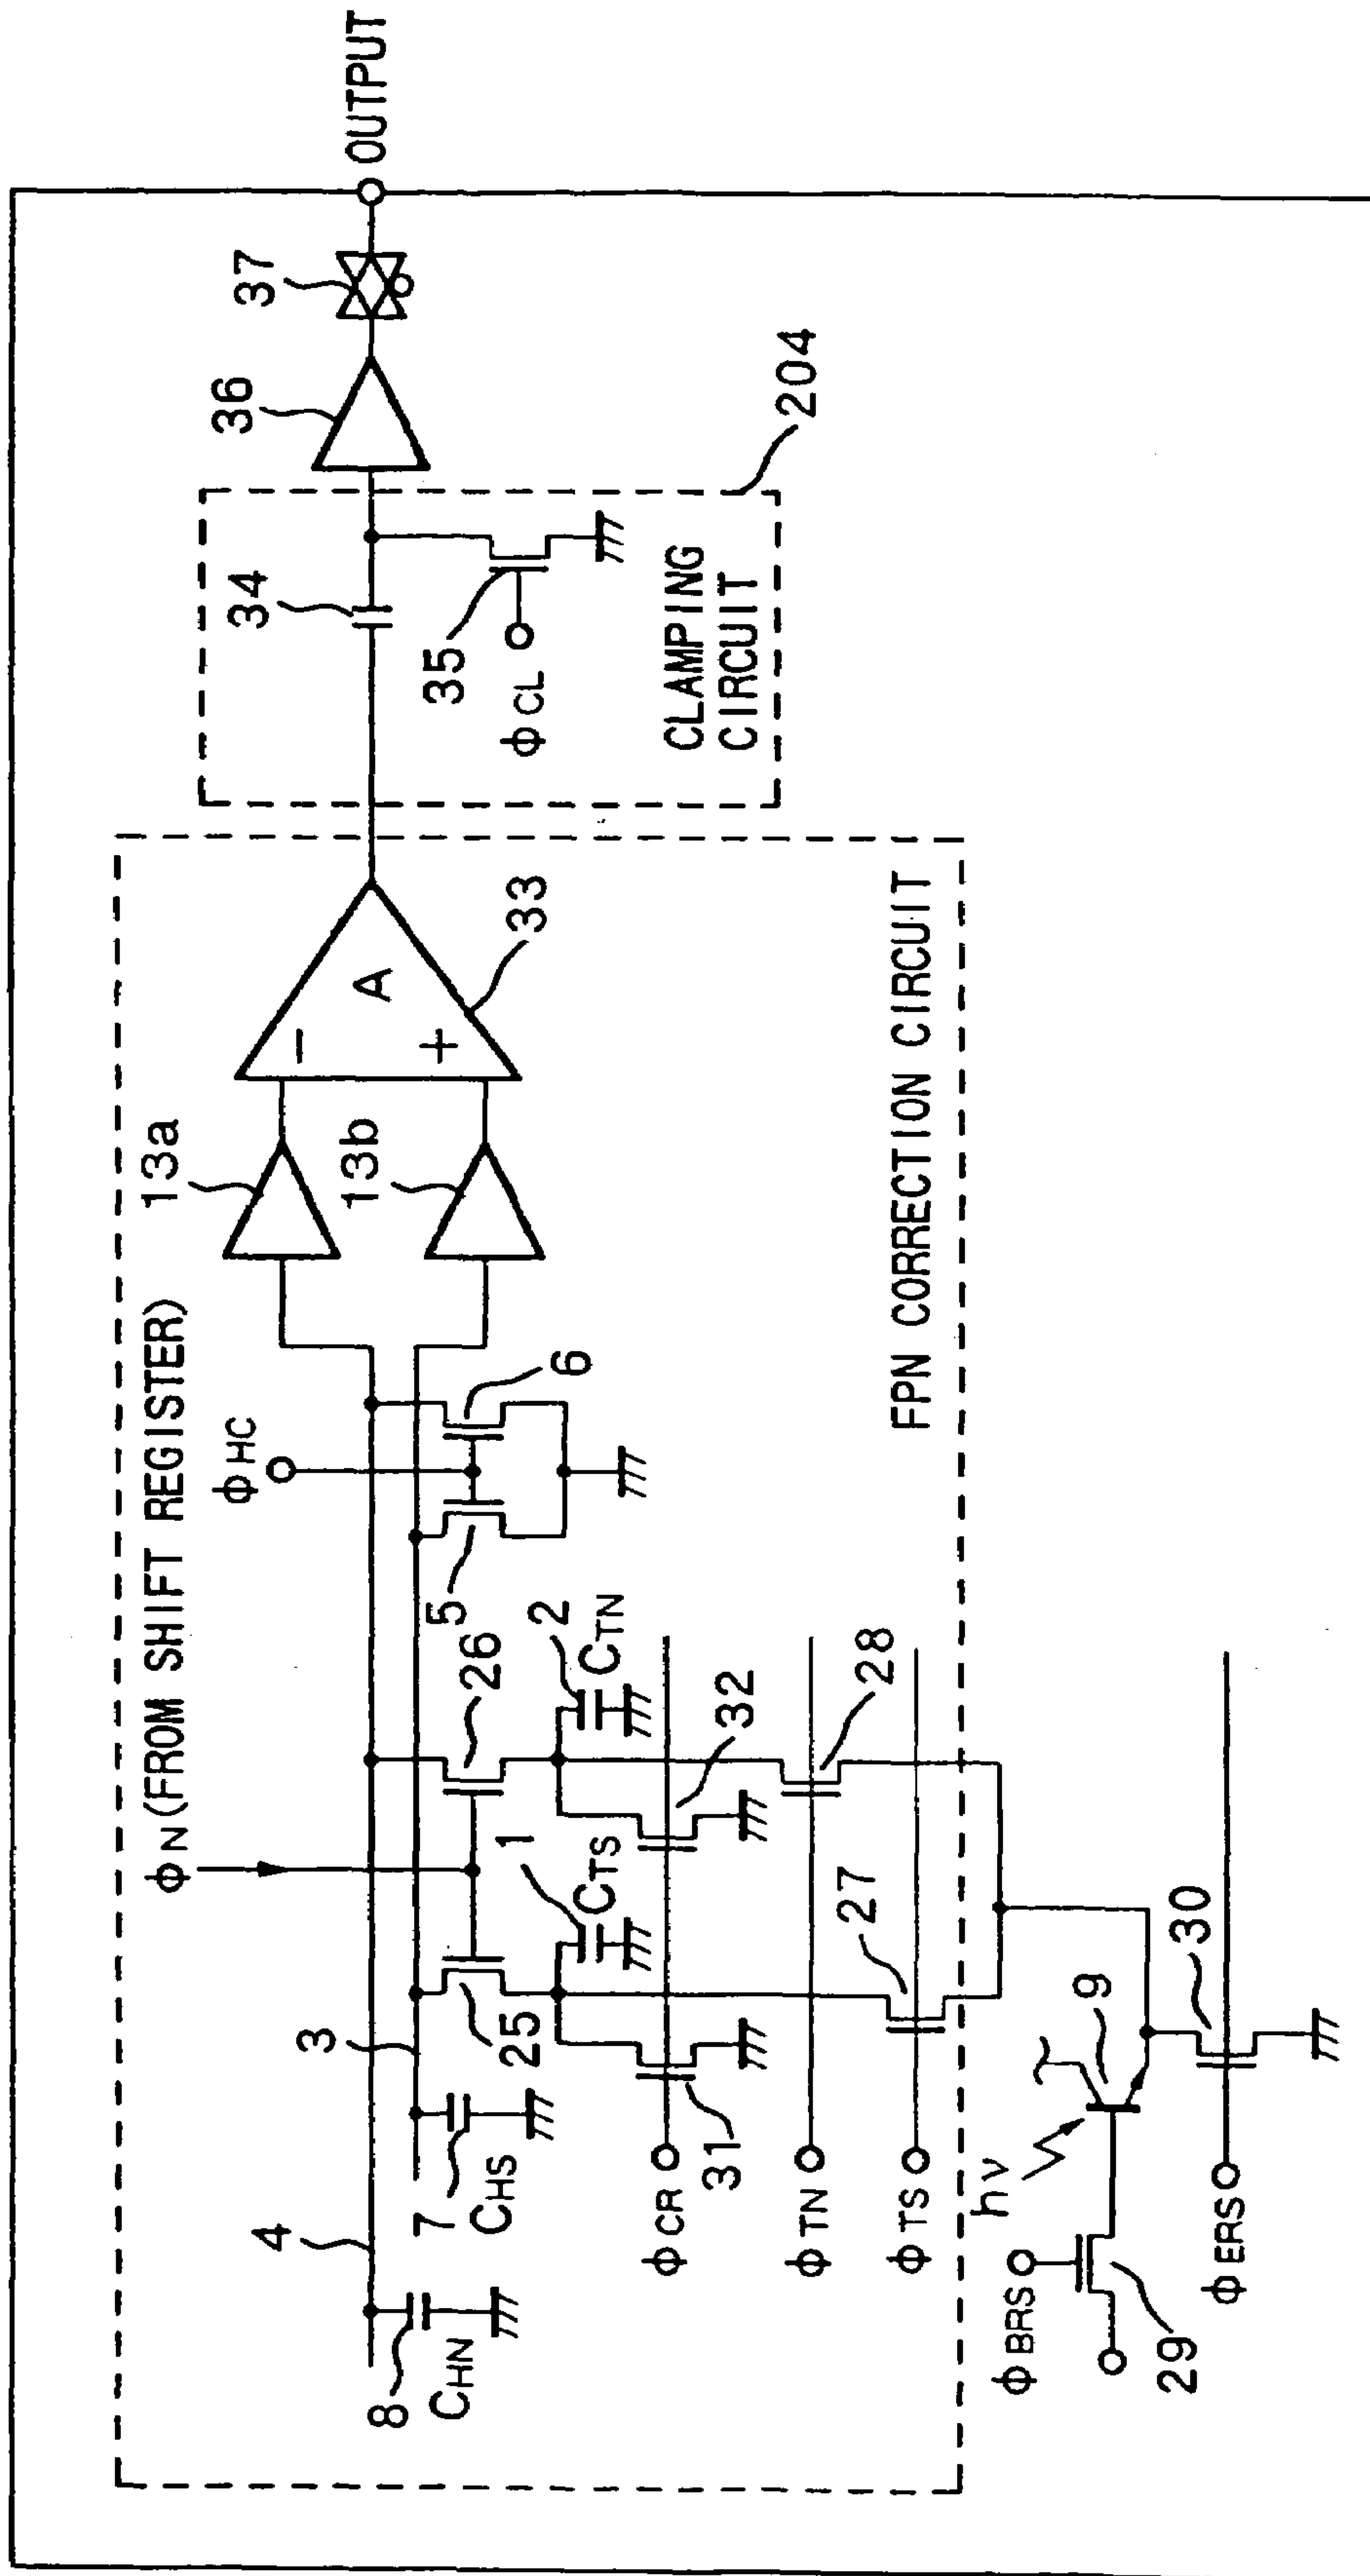 OUTPUT
37
36
204
34
35
φCL
CLAMPING
CIRCUIT
A
−
+
33
13a
13b
FPN CORRECTION CIRCUIT
φN(FROM SHIFT REGISTER)
φHC
6
5
26
2
CTN
28
32
1
CTS
27
25
3
4
7
CHS
31
φCR
φTN
φTS
8
CHN
30
9
hν
φERS
φBRS
29